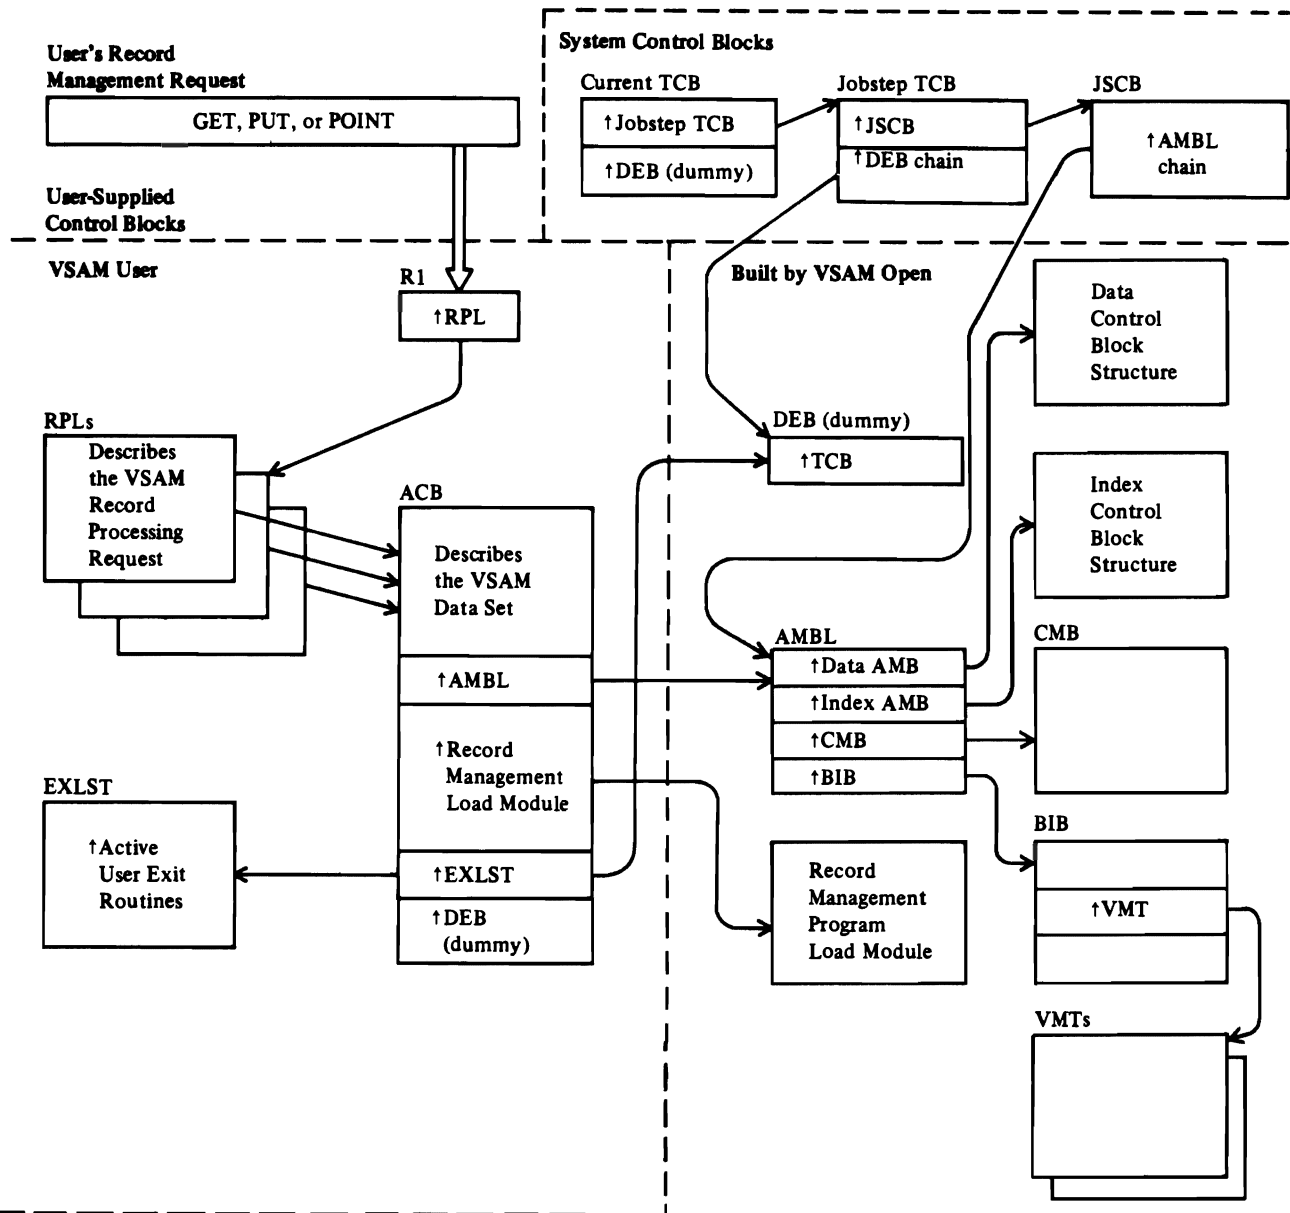 User's Record
Management Request
GET, PUT, or POINT
User-Supplied
Control Blocks
System Control Blocks
Current TCB
↑Jobstep TCB
↑DEB (dummy)
Jobstep TCB
↑JSCB
↑DEB chain
JSCB
↑AMBL
chain
VSAM User
R1
↑RPL
RPLs
Describes
the VSAM
Record
Processing
Request
ACB
Describes
the VSAM
Data Set
↑AMBL
↑Record
Management
Load Module
↑EXLST
↑DEB
(dummy)
EXLST
↑Active
User Exit
Routines
Built by VSAM Open
DEB (dummy)
↑TCB
AMBL
↑Data AMB
↑Index AMB
↑CMB
↑BIB
Record
Management
Program
Load Module
Data
Control
Block
Structure
Index
Control
Block
Structure
CMB
BIB
↑VMT
VMTs